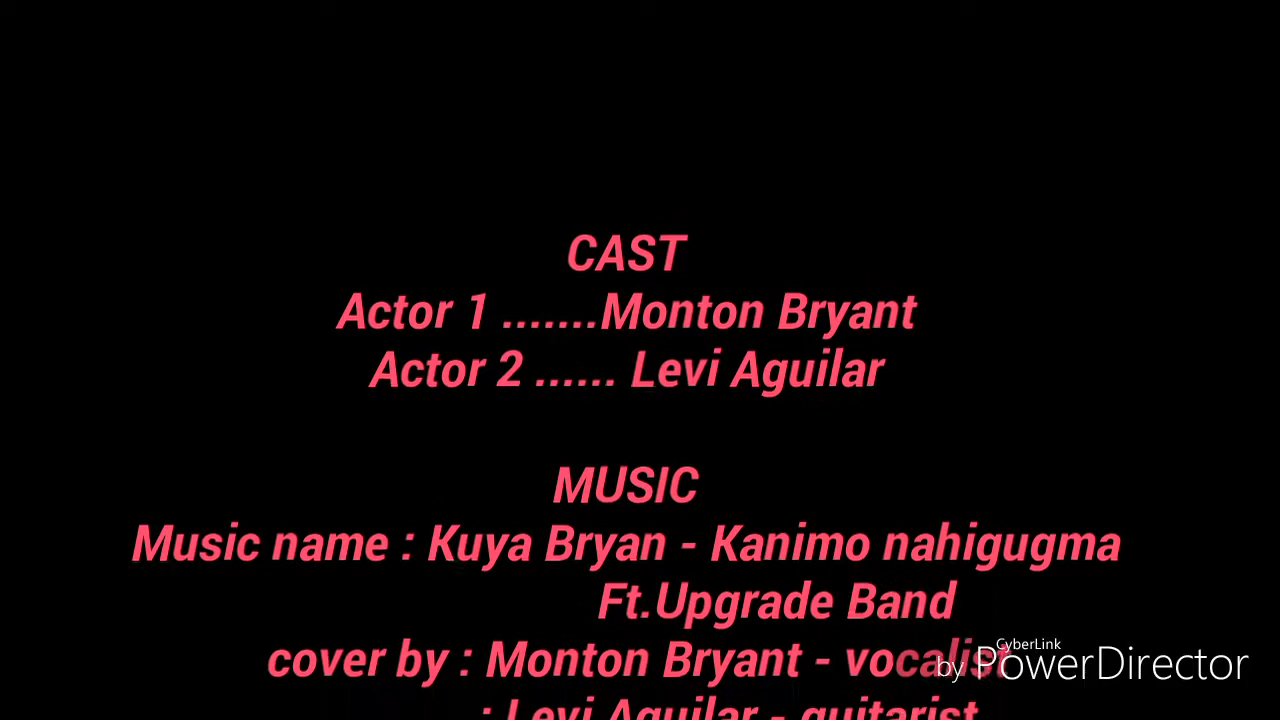 CAST
Actor 1 .......Monton Bryant
Actor 2 ...... Levi Aguilar
MUSIC
Music name : Kuya Bryan - Kanimo nahigugma
Ft.Upgrade Band
cover by : Monton Bryant - vocalist
: Levi Aguilar - guitarist
CyberLink
by PowerDirector